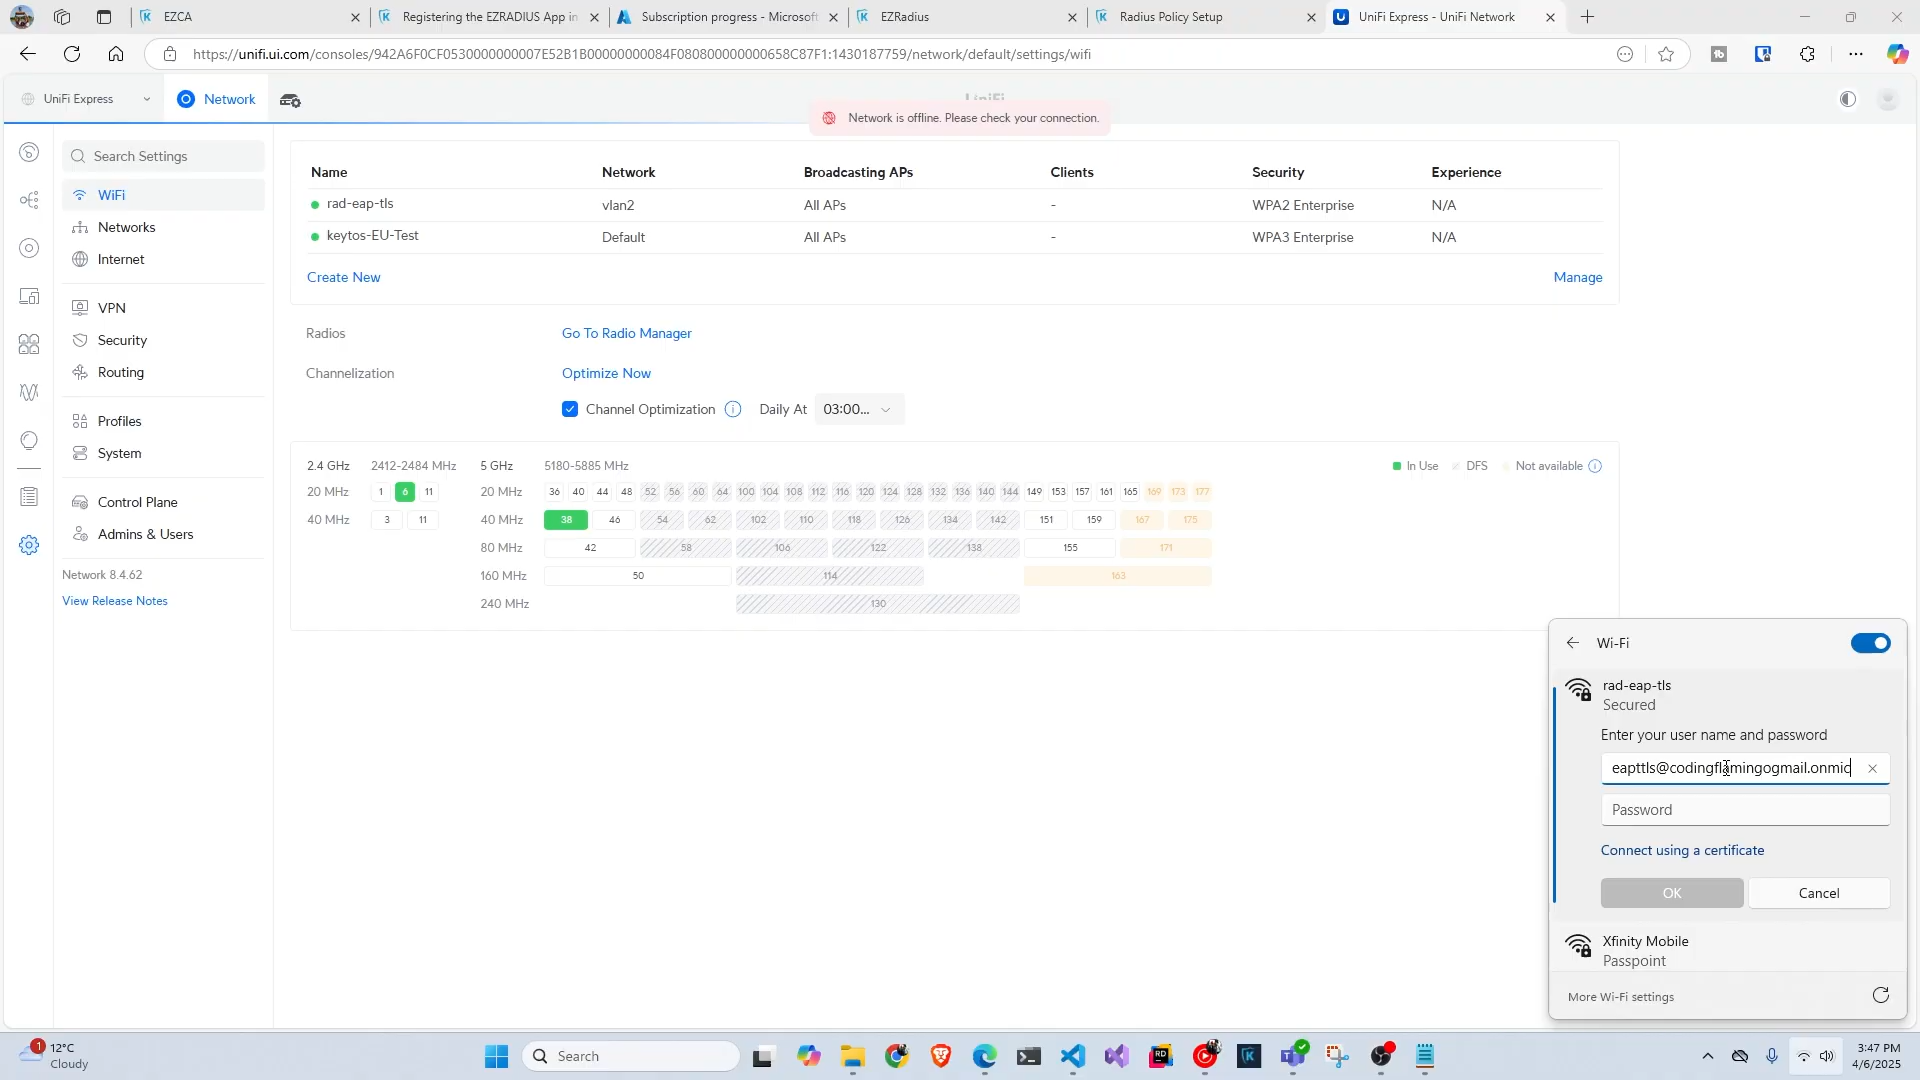 EZCA
Registering the EZRADIUS App in
Subscription progress - Microsoft
EZRadius
Radius Policy Setup
UniFi Express - UniFi Network
https://unifi.ui.com/consoles/942A6F0CF0530000000007E52B1B00000000084F080800000000658C87F1:1430187759/network/default/settings/wifi
UniFi Express
Network
UniFi
Network is offline. Please check your connection.
Search Settings
WiFi
Networks
Internet
VPN
Security
Routing
Profiles
System
Control Plane
Admins & Users
Network 8.4.62
View Release Notes
Name Network Broadcasting APs Clients Security Experience
rad-eap-tls vlan2 All APs - WPA2 Enterprise N/A
keytos-EU-Test Default All APs - WPA3 Enterprise N/A
Create New Manage
Radios Go To Radio Manager
Channelization Optimize Now
Channel Optimization Daily At 03:00...
2.4 GHz 2412-2484 MHz 5 GHz 5180-5885 MHz In Use DFS Not available
20 MHz 1 6 11 20 MHz 36 40 44 48 52 56 60 64 100 104 108 112 116 120 124 128 132 136 140 144 149 153 157 161 165 169 173 177
40 MHz 3 11 40 MHz 38 46 54 62 102 110 118 126 134 142 151 159 167 175
80 MHz 42 58 106 122 138 155 171
160 MHz 50 114 163
240 MHz 130
Wi-Fi
rad-eap-tls
Secured
Enter your user name and password
eapttls@codingflamingogmail.onmic
Password
Connect using a certificate
OK Cancel
Xfinity Mobile
Passpoint
More Wi-Fi settings
1
12°C
Cloudy
Search
RD
3:47 PM
4/6/2025